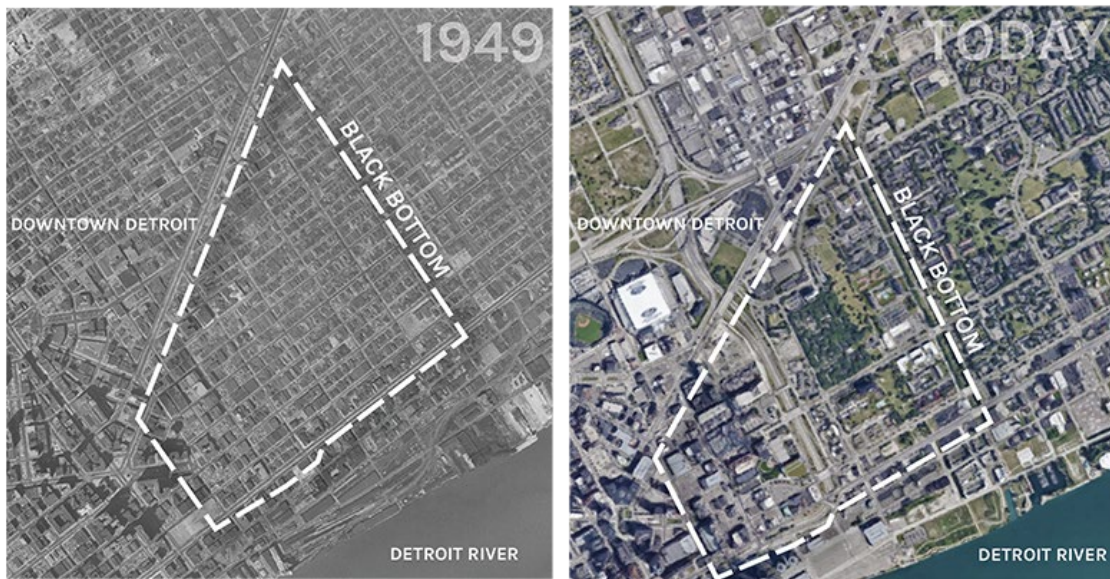 1949
BLACK BOTTOM
DOWNTOWN DETROIT
DETROIT RIVER
TODAY
DOWNTOWN DETROIT
BLACK BOTTOM
DETROIT RIVER